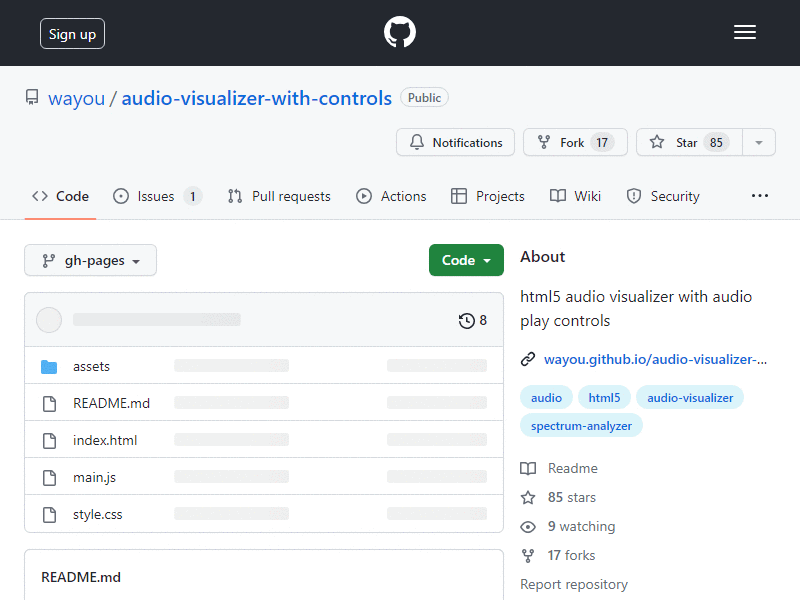 Sign up
wayou / audio-visualizer-with-controls Public
Notifications Fork 17 Star 85
Code Issues 1 Pull requests Actions Projects Wiki Security ...
gh-pages Code
8
assets
README.md
index.html
main.js
style.css
README.md
About
html5 audio visualizer with audio
play controls
wayou.github.io/audio-visualizer-...
audio html5 audio-visualizer
spectrum-analyzer
Readme
85 stars
9 watching
17 forks
Report repository